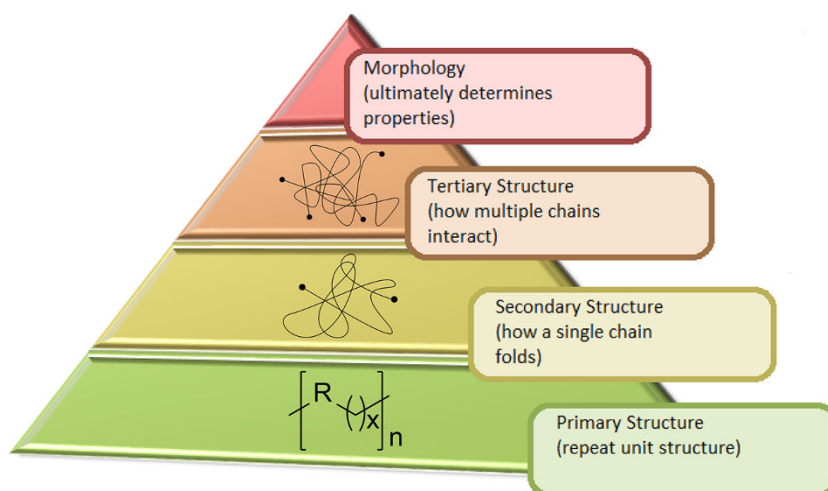 Morphology
(ultimately determines
properties)
Tertiary Structure
(how multiple chains
interact)
Secondary Structure
(how a single chain
folds)
R
( )x
n
Primary Structure
(repeat unit structure)